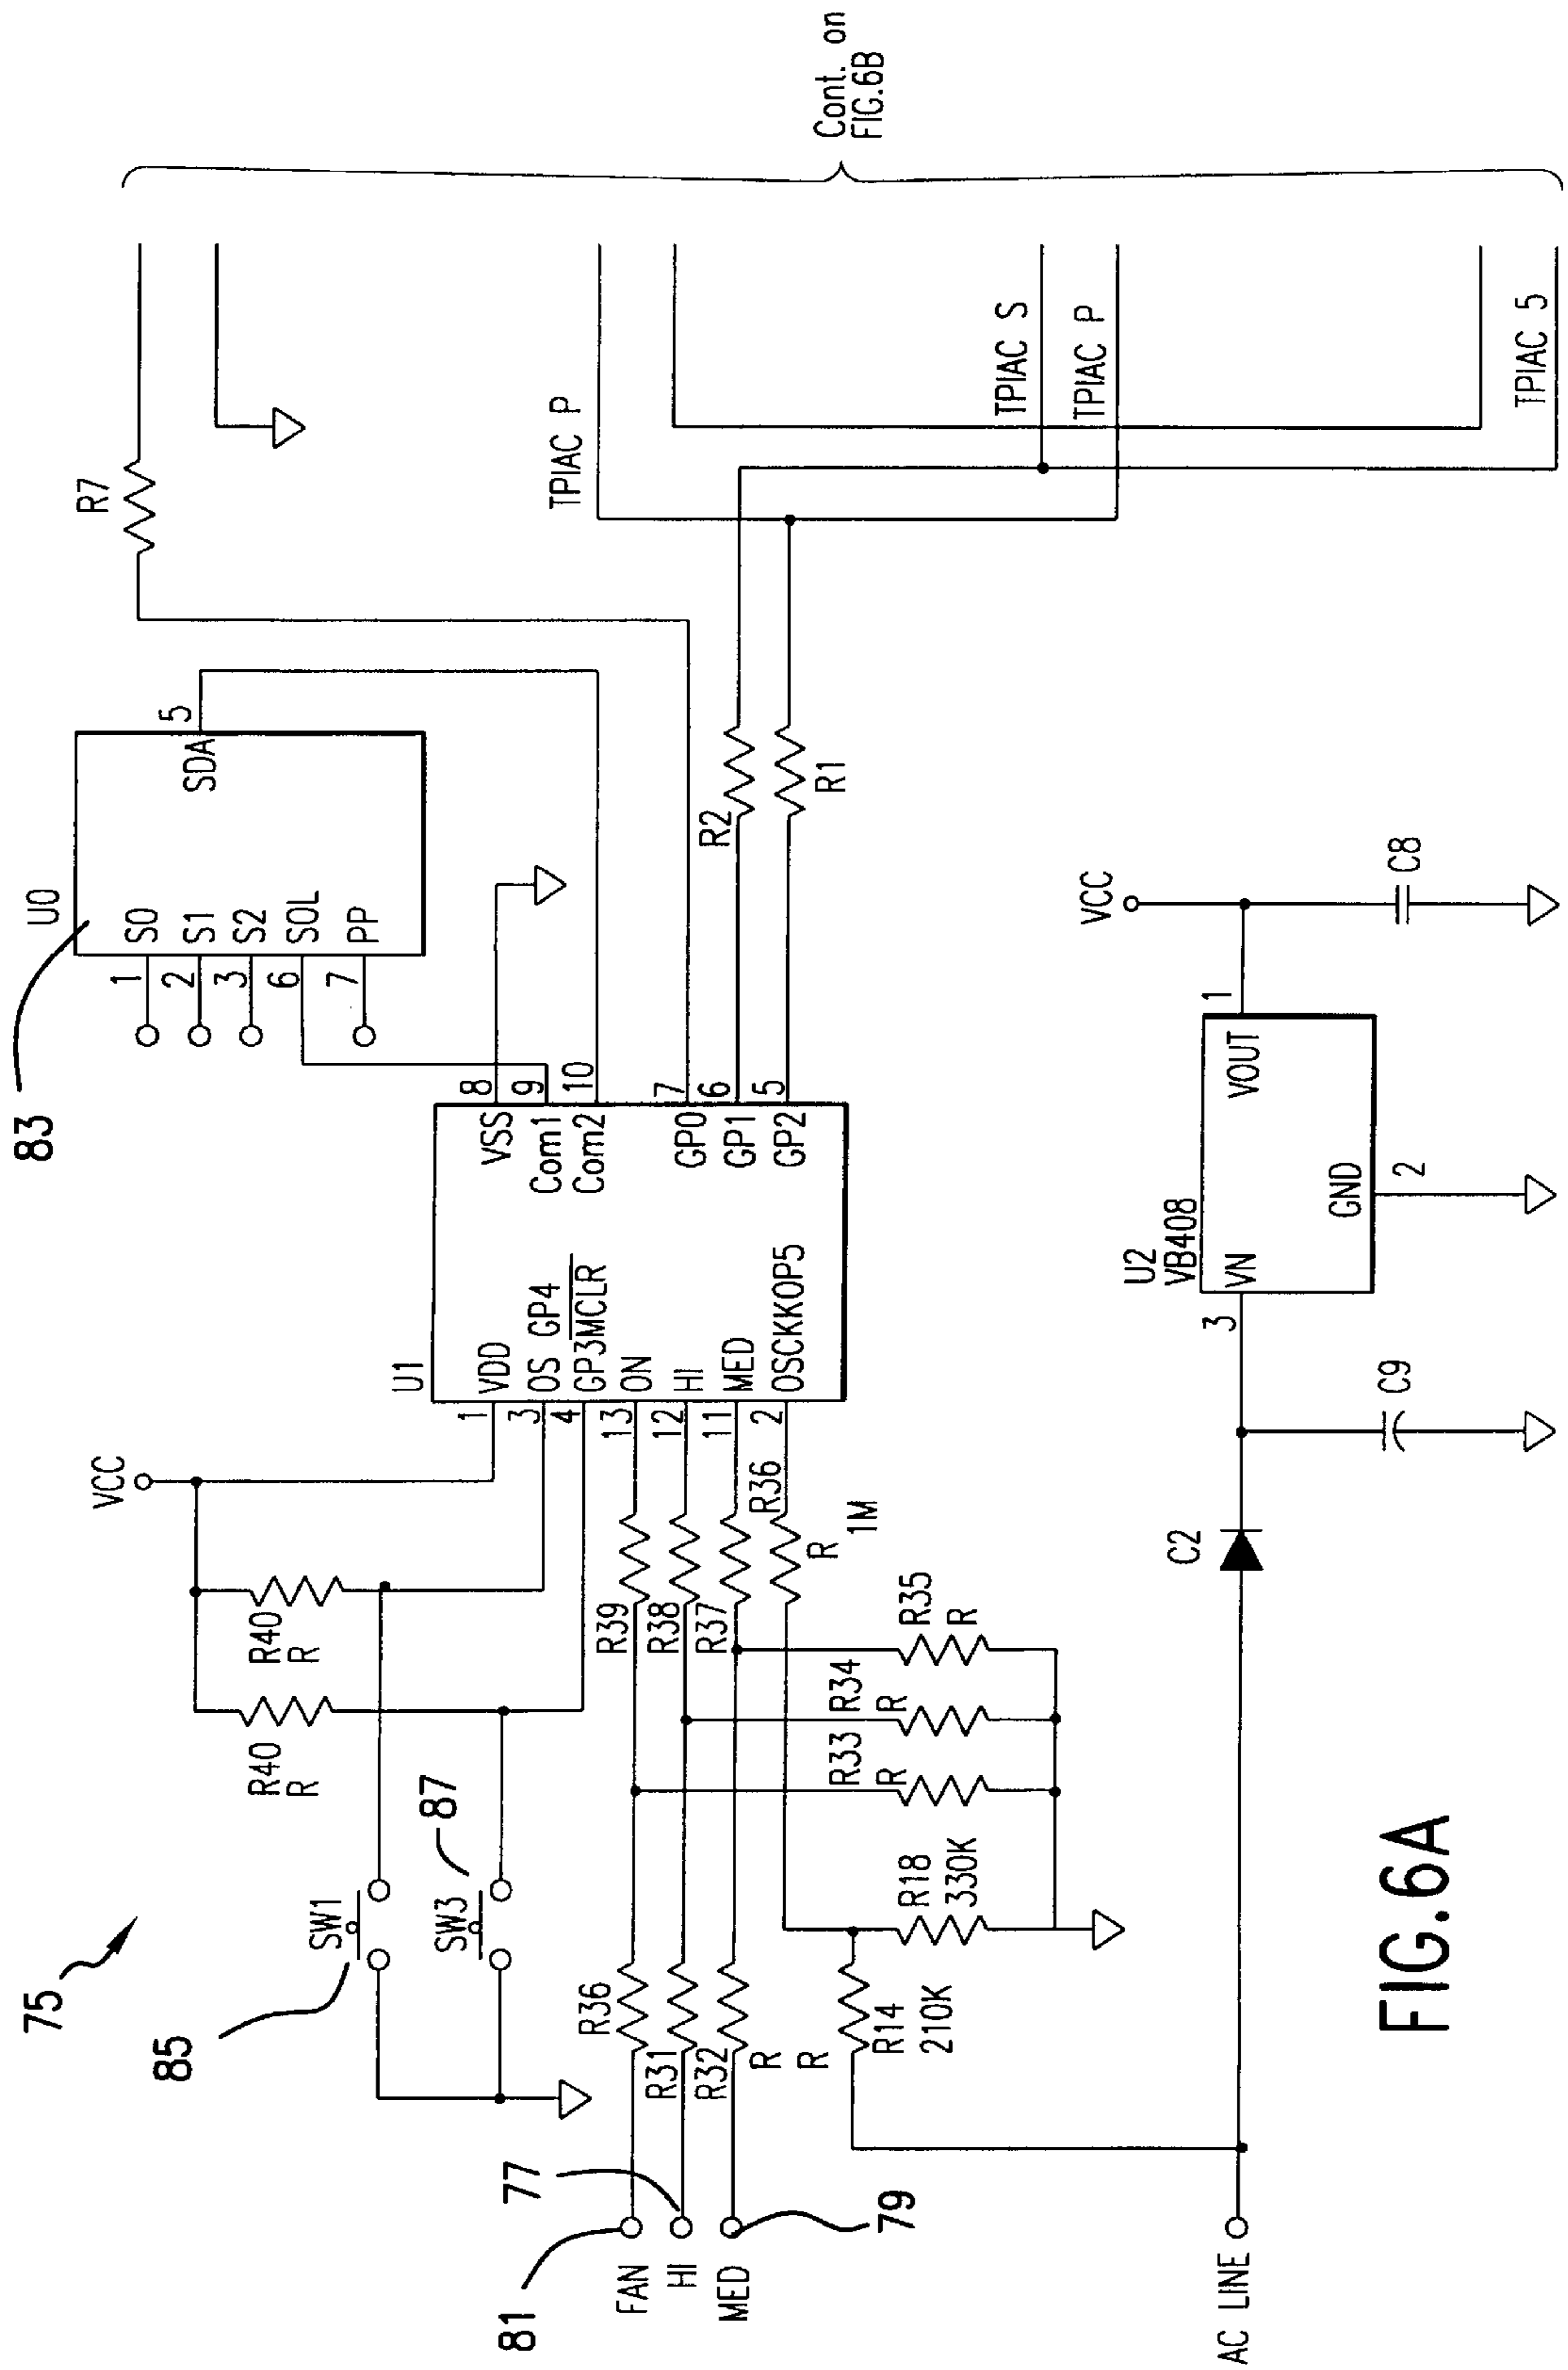 75
85
SW1
SW3
87
R40
R
R40
R
VCC
83
U0
S0
S1
S2
SOL
PP
SDA
1
2
3
6
7
5
R7
Cont. on
FIG.6B
U1
VDD
OS GP4
GP3MCLR
ON
HI
MED
OSCKKOP5
VSS
Com1
Com2
GP0
GP1
GP2
1
3
4
13
12
11
2
8
9
10
7
6
5
TPIAC P
TPIAC S
TPIAC P
TPIAC 5
R2
R1
81
77
79
FAN
HI
MED
R36
R31
R32
R
R
R39
R38
R37
R36
R
1M
R14
210K
R18
330K
R33
R
R34
R
R35
R
AC LINE
C2
C9
U2
VB408
VN
VOUT
GND
3
1
2
VCC
C8
FIG.6A